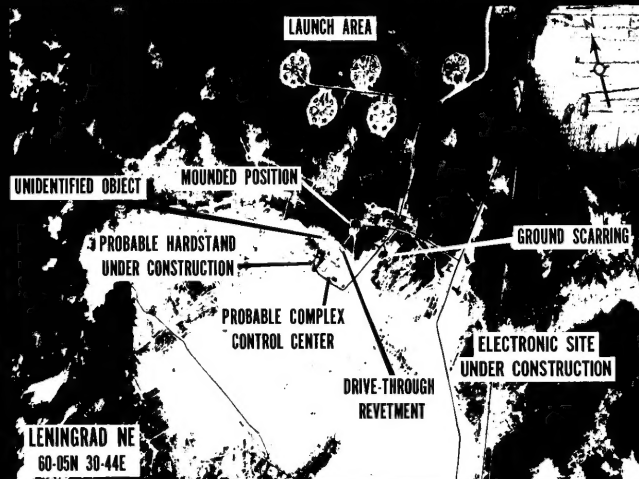 LAUNCH AREA
N
UNIDENTIFIED OBJECT
MOUNDED POSITION
PROBABLE HARDSTAND
UNDER CONSTRUCTION
GROUND SCARRING
PROBABLE COMPLEX
CONTROL CENTER
ELECTRONIC SITE
UNDER CONSTRUCTION
DRIVE-THROUGH
REVETMENT
LENINGRAD NE
60-05N 30-44E